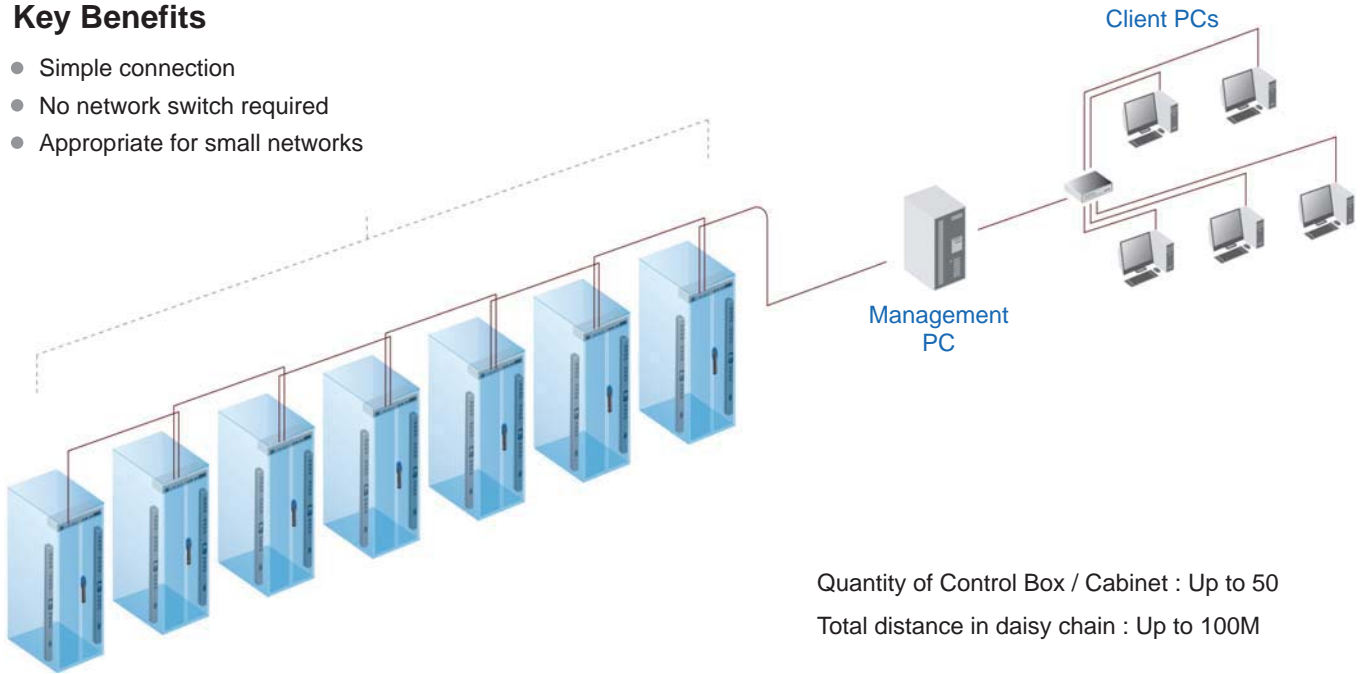 Key Benefits
Simple connection
No network switch required
Appropriate for small networks
Client PCs
Management
PC
Quantity of Control Box / Cabinet : Up to 50
Total distance in daisy chain : Up to 100M